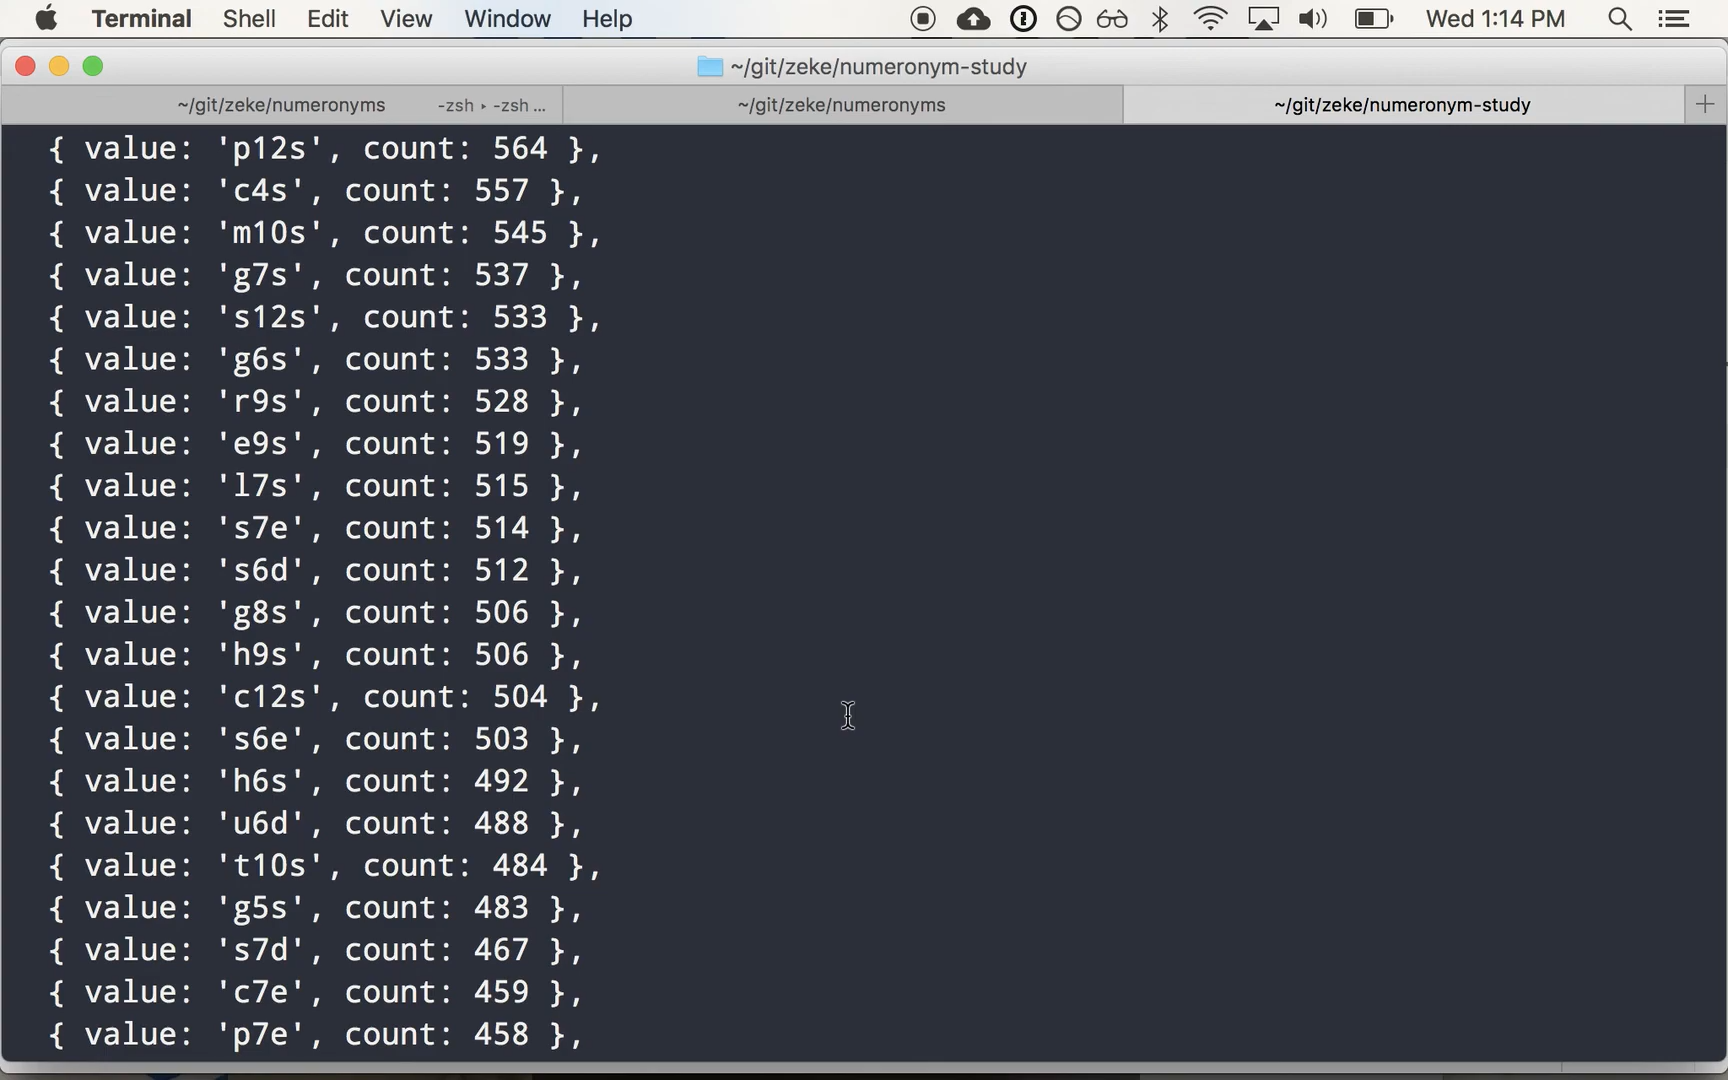 Terminal Shell Edit View Window Help Wed 1:14 PM
~/git/zeke/numeronym-study
~/git/zeke/numeronyms -zsh ▸ -zsh ... ~/git/zeke/numeronyms ~/git/zeke/numeronym-study
{ value: 'p12s', count: 564 },
{ value: 'c4s', count: 557 },
{ value: 'm10s', count: 545 },
{ value: 'g7s', count: 537 },
{ value: 's12s', count: 533 },
{ value: 'g6s', count: 533 },
{ value: 'r9s', count: 528 },
{ value: 'e9s', count: 519 },
{ value: 'l7s', count: 515 },
{ value: 's7e', count: 514 },
{ value: 's6d', count: 512 },
{ value: 'g8s', count: 506 },
{ value: 'h9s', count: 506 },
{ value: 'c12s', count: 504 },
{ value: 's6e', count: 503 },
{ value: 'h6s', count: 492 },
{ value: 'u6d', count: 488 },
{ value: 't10s', count: 484 },
{ value: 'g5s', count: 483 },
{ value: 's7d', count: 467 },
{ value: 'c7e', count: 459 },
{ value: 'p7e', count: 458 },